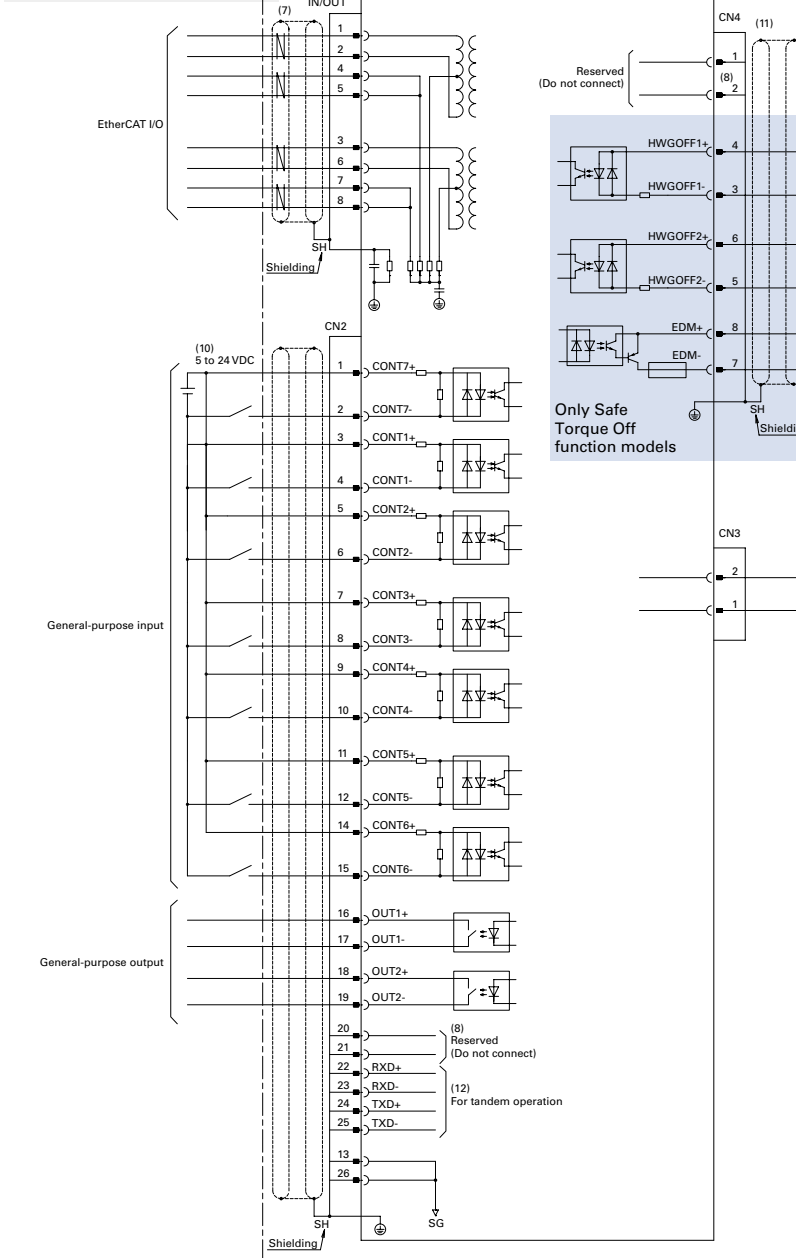 (7)
IN/OUT
1
2
4
5
3
6
7
8
EtherCAT I/O
SH
Shielding
CN4
(11)
Reserved
(Do not connect)
1
(8)
2
HWGOFF1+
4
HWGOFF1-
3
HWGOFF2+
6
HWGOFF2-
5
EDM+
8
EDM-
7
Only Safe
Torque Off
function models
SH
CN3
2
1
CN2
(10)
5 to 24 VDC
1 CONT7+
2 CONT7-
3 CONT1+
4 CONT1-
5 CONT2+
6 CONT2-
7 CONT3+
General-purpose input
8 CONT3-
9 CONT4+
10 CONT4-
11 CONT5+
12 CONT5-
14 CONT6+
15 CONT6-
16 OUT1+
17 OUT1-
General-purpose output
18 OUT2+
19 OUT2-
20
21
(8)
Reserved
(Do not connect)
22 RXD+
23 RXD-
24 TXD+
25 TXD-
(12)
For tandem operation
13
26
SH
SG
Shielding